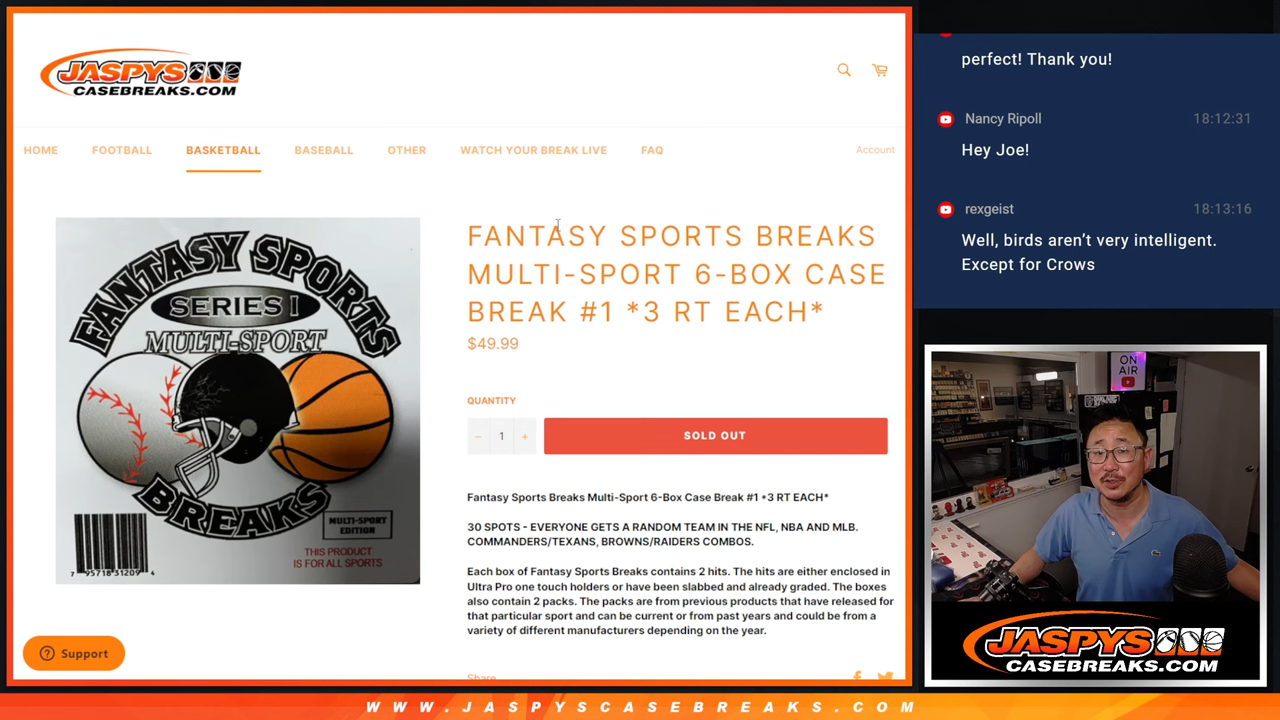 JASPYS
CASEBREAKS.COM
HOME
FOOTBALL
BASKETBALL
BASEBALL
OTHER
WATCH YOUR BREAK LIVE
FAQ
Account
FANTASY SPORTS
SERIES I
MULTI-SPORT
BREAKS
MULTI-SPORT
EDITION
THIS PRODUCT
IS FOR ALL SPORTS
7 95718 31209 4
FANTASY SPORTS BREAKS
MULTI-SPORT 6-BOX CASE
BREAK #1 *3 RT EACH*
$49.99
QUANTITY
− 1 +
SOLD OUT
Fantasy Sports Breaks Multi-Sport 6-Box Case Break #1 *3 RT EACH*
30 SPOTS - EVERYONE GETS A RANDOM TEAM IN THE NFL, NBA AND MLB.
COMMANDERS/TEXANS, BROWNS/RAIDERS COMBOS.
Each box of Fantasy Sports Breaks contains 2 hits. The hits are either enclosed in
Ultra Pro one touch holders or have been slabbed and already graded. The boxes
also contain 2 packs. The packs are from previous products that have released for
that particular sport and can be current or from past years and could be from a
variety of different manufacturers depending on the year.
Share
Support
perfect! Thank you!
Nancy Ripoll 18:12:31
Hey Joe!
rexgeist 18:13:16
Well, birds aren't very intelligent.
Except for Crows
ON
AIR
JASPYS
CASEBREAKS.COM
WWW.JASPYSCASEBREAKS.COM